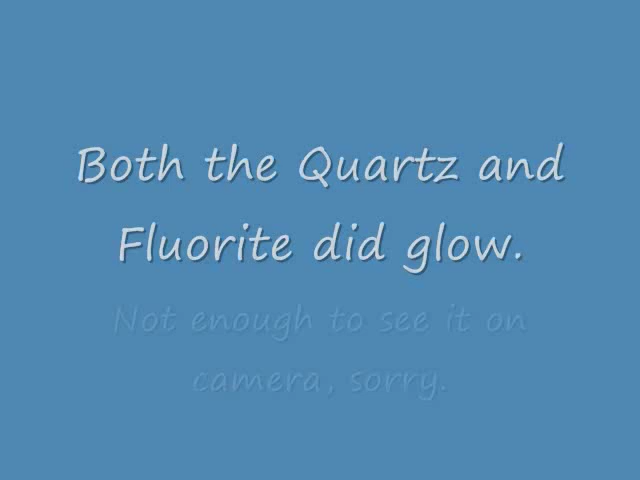 Both the Quartz and
Fluorite did glow.
Not enough to see it on
camera, sorry.